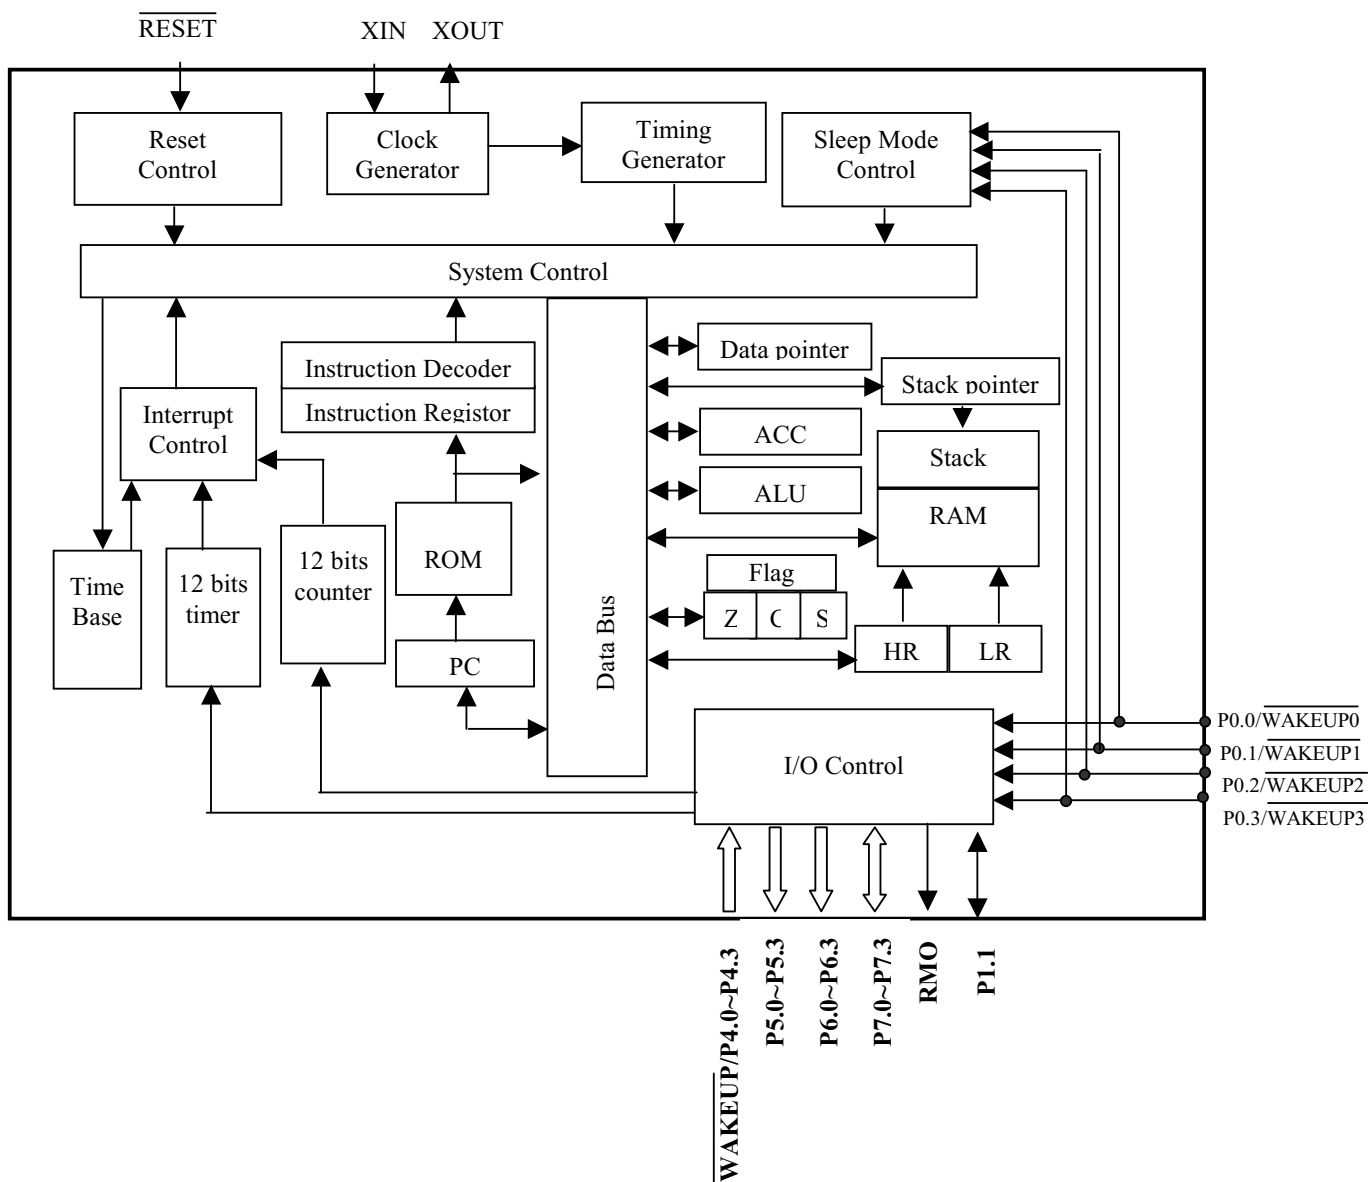 RESET
XIN XOUT
Reset
Control
Clock
Generator
Timing
Generator
Sleep Mode
Control
System Control
Instruction Decoder
Instruction Registor
Interrupt
Control
Data pointer
Stack pointer
ACC
Stack
ALU
RAM
Time
Base
12 bits
timer
12 bits
counter
ROM
PC
Data Bus
Flag
Z C S
HR LR
I/O Control
P0.0/WAKEUP0
P0.1/WAKEUP1
P0.2/WAKEUP2
P0.3/WAKEUP3
WAKEUP/P4.0~P4.3
P5.0~P5.3
P6.0~P6.3
P7.0~P7.3
RMO
P1.1